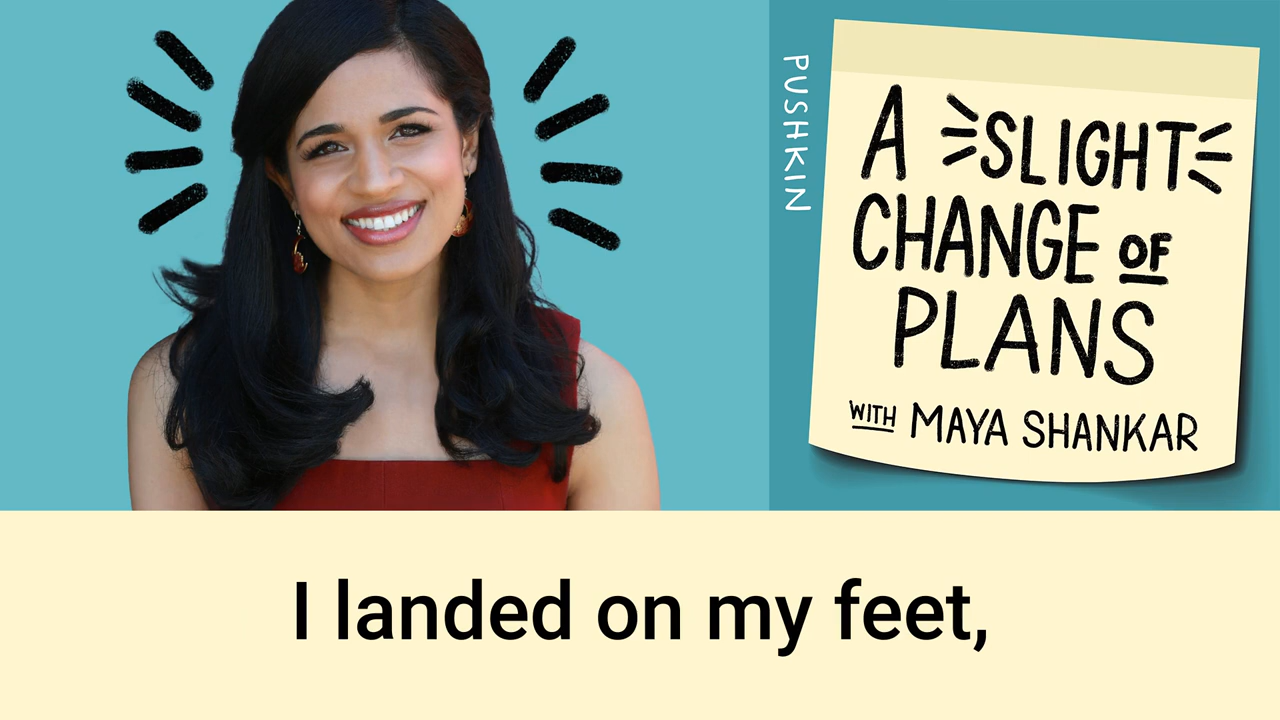 PUSHKIN
A SLIGHT
CHANGE OF
PLANS
WITH MAYA SHANKAR
I landed on my feet,